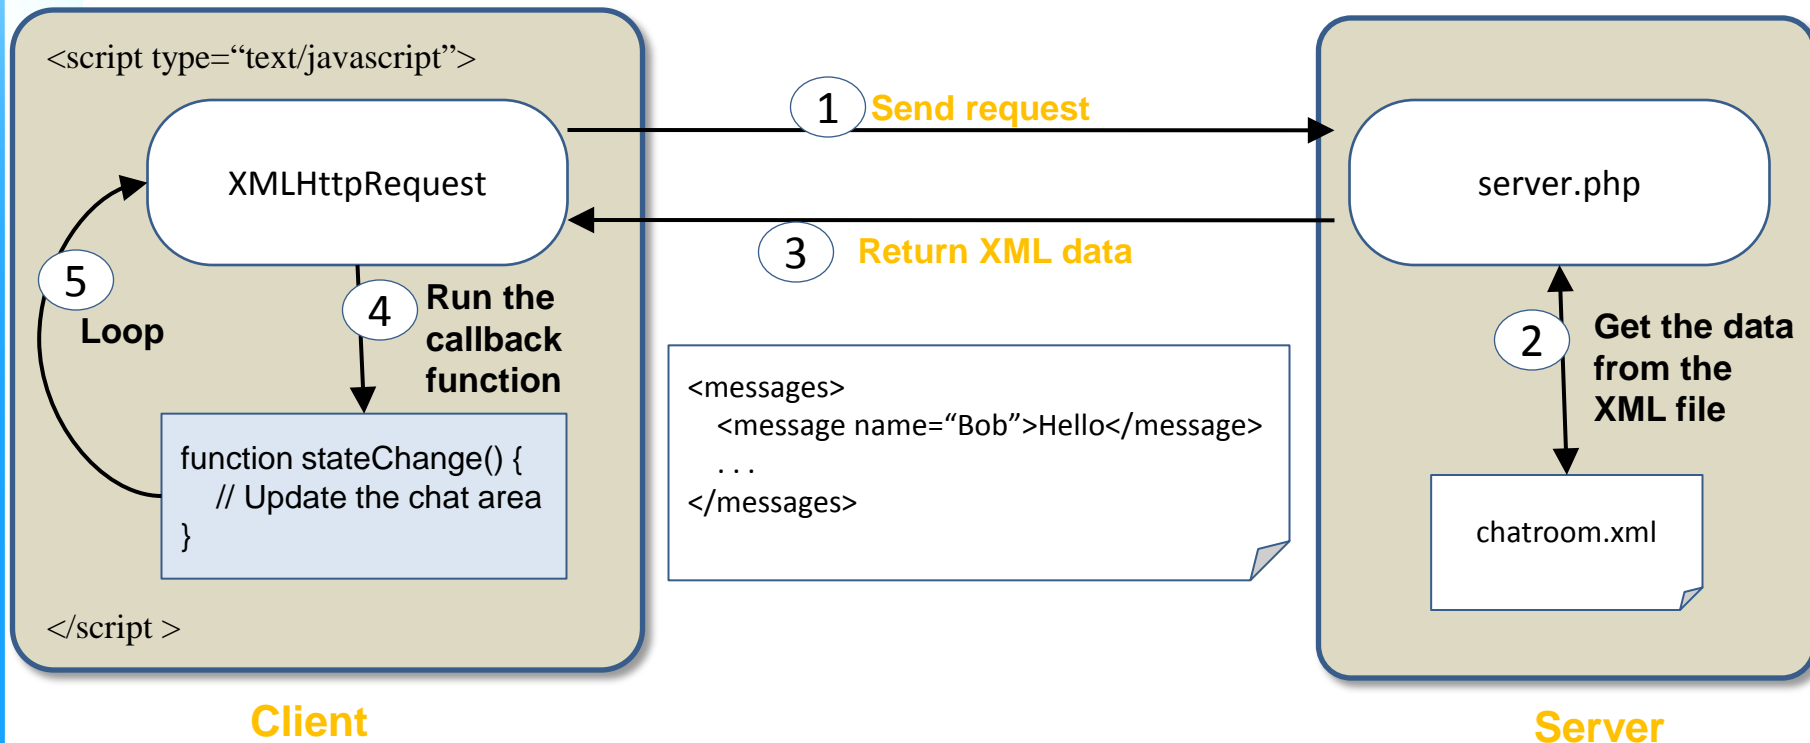 <script type=“text/javascript”>
XMLHttpRequest
5
Loop
4
Run the
callback
function
function stateChange() {
// Update the chat area
}
</script >
Client
1
Send request
3
Return XML data
<messages>
<message name=“Bob”>Hello</message>
. . .
</messages>
server.php
2
Get the data
from the
XML file
chatroom.xml
Server